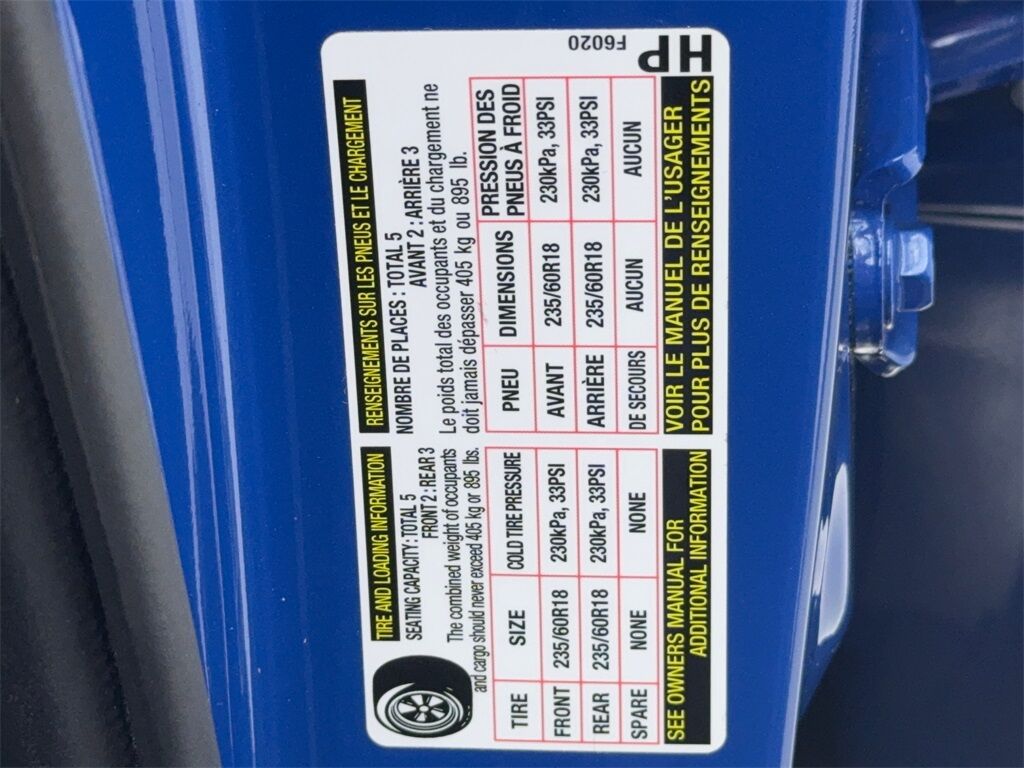 TIRE AND LOADING INFORMATION
SEATING CAPACITY: TOTAL 5
FRONT 2: REAR 3
The combined weight of occupants
and cargo should never exceed 405 kg or 895 lbs.
TIRE SIZE COLD TIRE PRESSURE
FRONT 235/60R18 230kPa, 33PSI
REAR 235/60R18 230kPa, 33PSI
SPARE NONE NONE
SEE OWNERS MANUAL FOR
ADDITIONAL INFORMATION
RENSEIGNEMENTS SUR LES PNEUS ET LE CHARGEMENT
NOMBRE DE PLACES : TOTAL 5
AVANT 2 : ARRIÈRE 3
Le poids total des occupants et du chargement ne
doit jamais dépasser 405 kg ou 895 lb.
PNEU DIMENSIONS PRESSION DES
PNEUS À FROID
AVANT 235/60R18 230kPa, 33PSI
ARRIÈRE 235/60R18 230kPa, 33PSI
DE SECOURS AUCUN AUCUN
VOIR LE MANUEL DE L'USAGER
POUR PLUS DE RENSEIGNEMENTS
F6020
HP